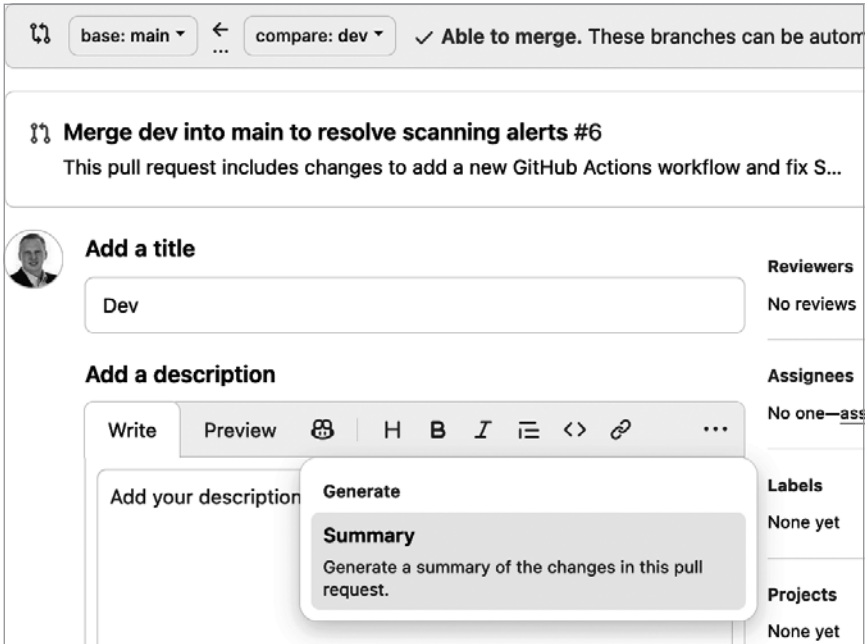 base: main
compare: dev
Able to merge. These branches can be autom
Merge dev into main to resolve scanning alerts #6
This pull request includes changes to add a new GitHub Actions workflow and fix S...
Add a title
Dev
Reviewers
No reviews
Add a description
Assignees
No one—ass
Write Preview H B I <> ...
Add your description
Generate
Summary
Generate a summary of the changes in this pull
request.
Labels
None yet
Projects
None yet